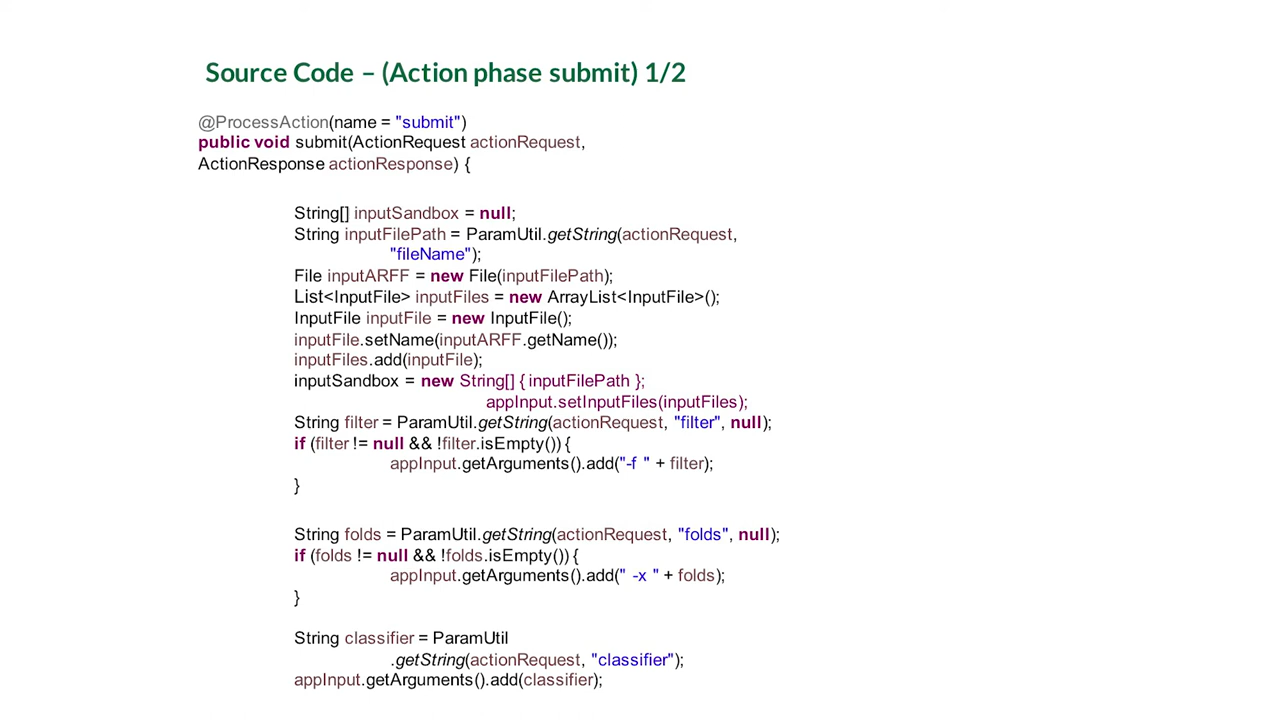 Source Code – (Action phase submit) 1/2
@ProcessAction(name = "submit")
public void submit(ActionRequest actionRequest,
ActionResponse actionResponse) {
String[] inputSandbox = null;
String inputFilePath = ParamUtil.getString(actionRequest,
"fileName");
File inputARFF = new File(inputFilePath);
List<InputFile> inputFiles = new ArrayList<InputFile>();
InputFile inputFile = new InputFile();
inputFile.setName(inputARFF.getName());
inputFiles.add(inputFile);
inputSandbox = new String[] { inputFilePath };
appInput.setInputFiles(inputFiles);
String filter = ParamUtil.getString(actionRequest, "filter", null);
if (filter != null && !filter.isEmpty()) {
appInput.getArguments().add("-f " + filter);
}
String folds = ParamUtil.getString(actionRequest, "folds", null);
if (folds != null && !folds.isEmpty()) {
appInput.getArguments().add(" -x " + folds);
}
String classifier = ParamUtil
.getString(actionRequest, "classifier");
appInput.getArguments().add(classifier);